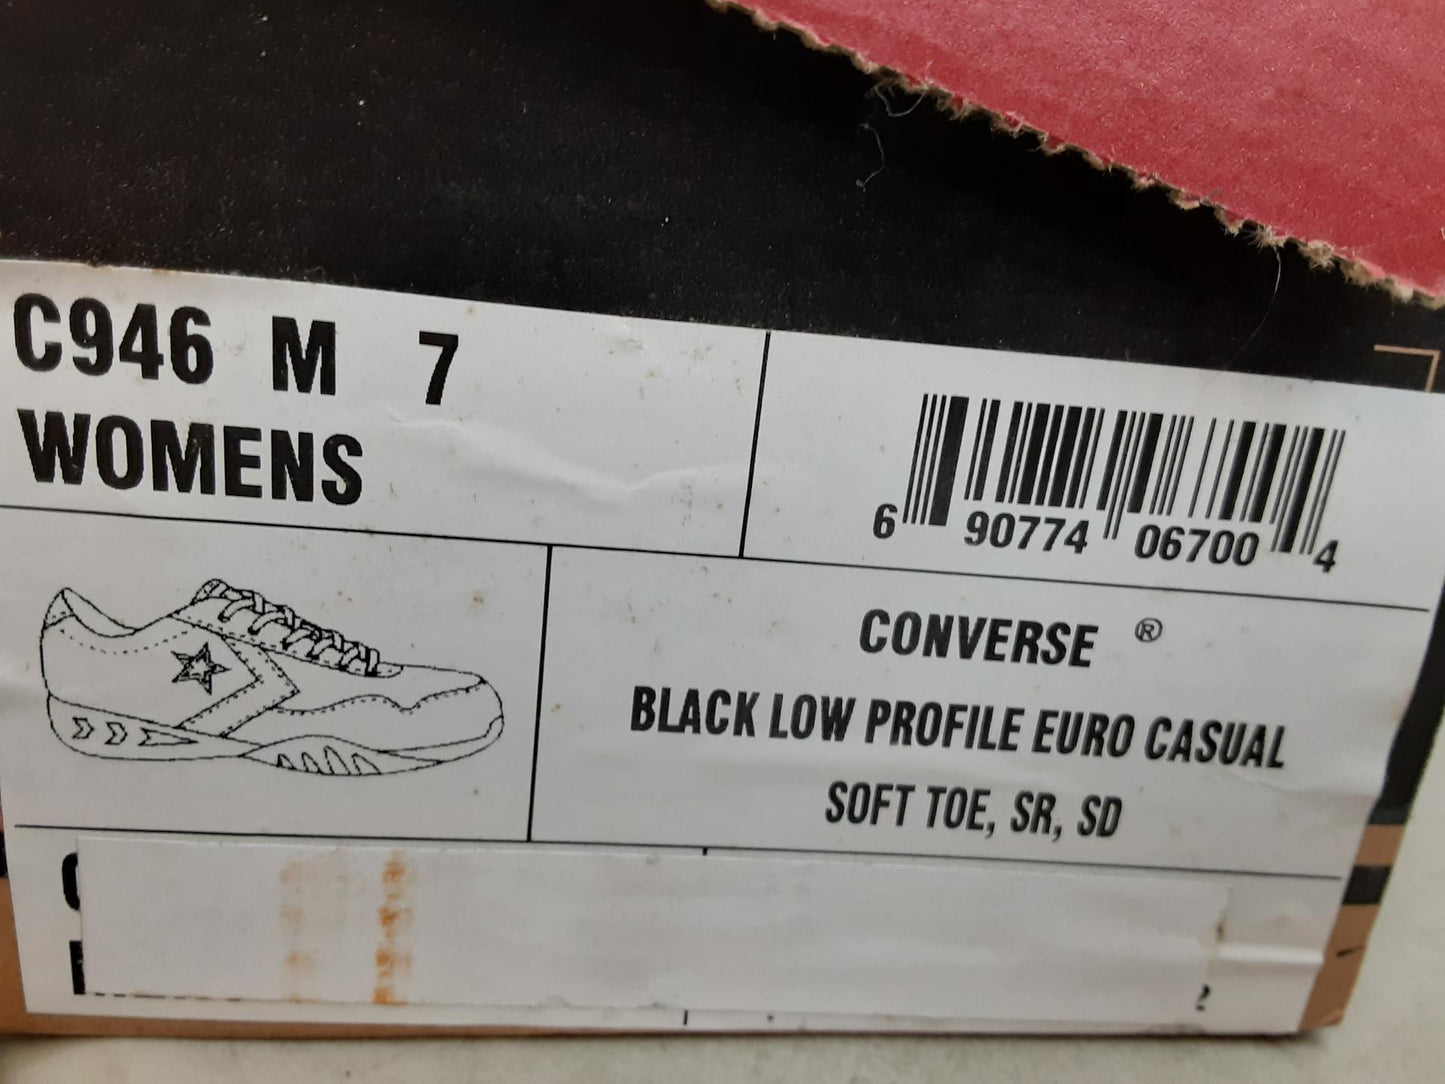 C946 M 7
WOMENS
6 90774 06700 4
CONVERSE ®
BLACK LOW PROFILE EURO CASUAL
SOFT TOE, SR, SD